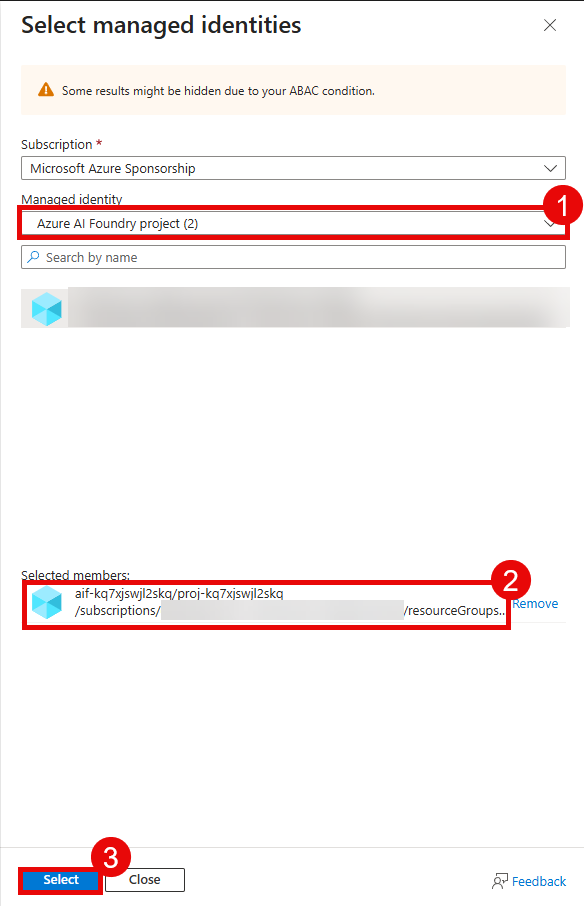 Select managed identities
Some results might be hidden due to your ABAC condition.
Subscription *
Microsoft Azure Sponsorship
Managed identity
1
Azure AI Foundry project (2)
Search by name
Selected members:
2
aif-kq7xjswjl2skq/proj-kq7xjswjl2skq
/subscriptions/ /resourceGroups...
Remove
3
Select
Close
Feedback